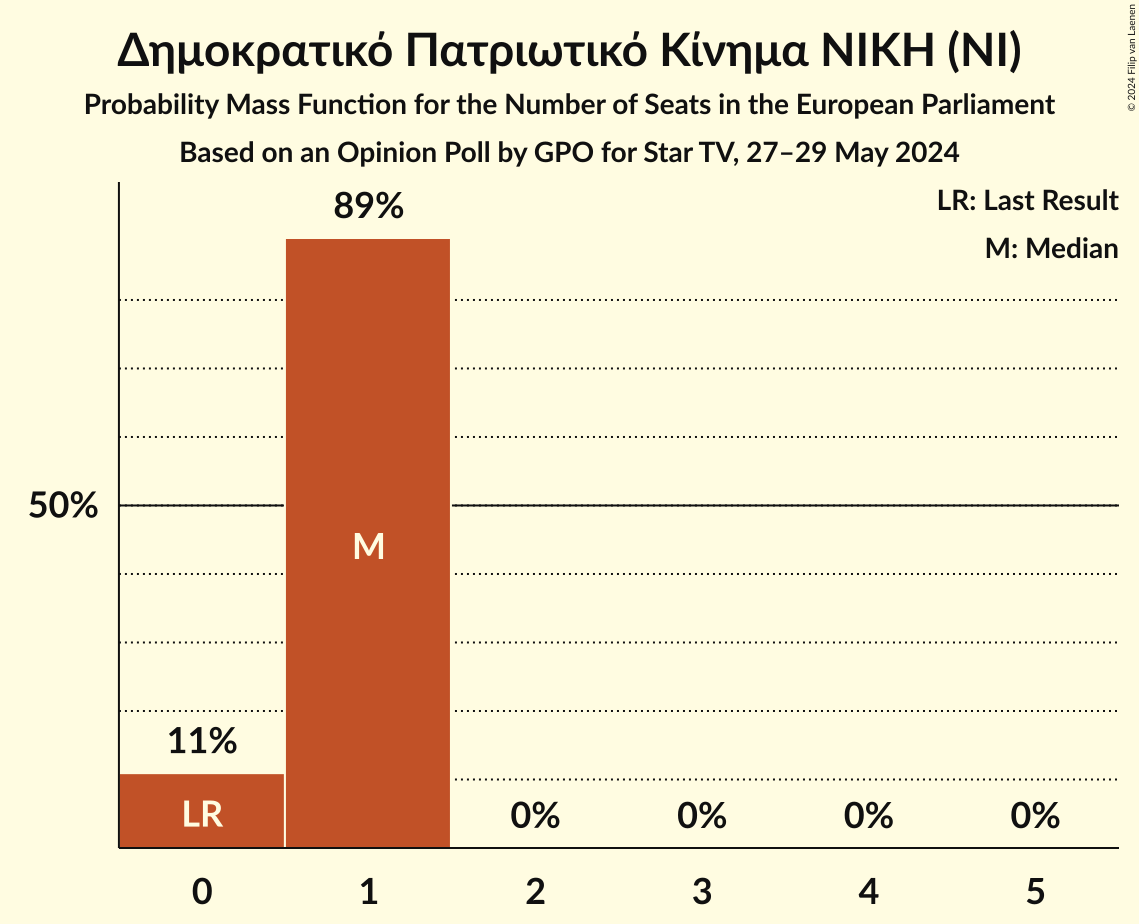 Δημοκρατικό Πατριωτικό Κίνημα ΝΙΚΗ (NI)
Probability Mass Function for the Number of Seats in the European Parliament
Based on an Opinion Poll by GPO for Star TV, 27–29 May 2024
© 2024 Filip van Laenen
LR: Last Result
M: Median
89%
50%
M
11%
LR
0%
0%
0%
0%
0
1
2
3
4
5